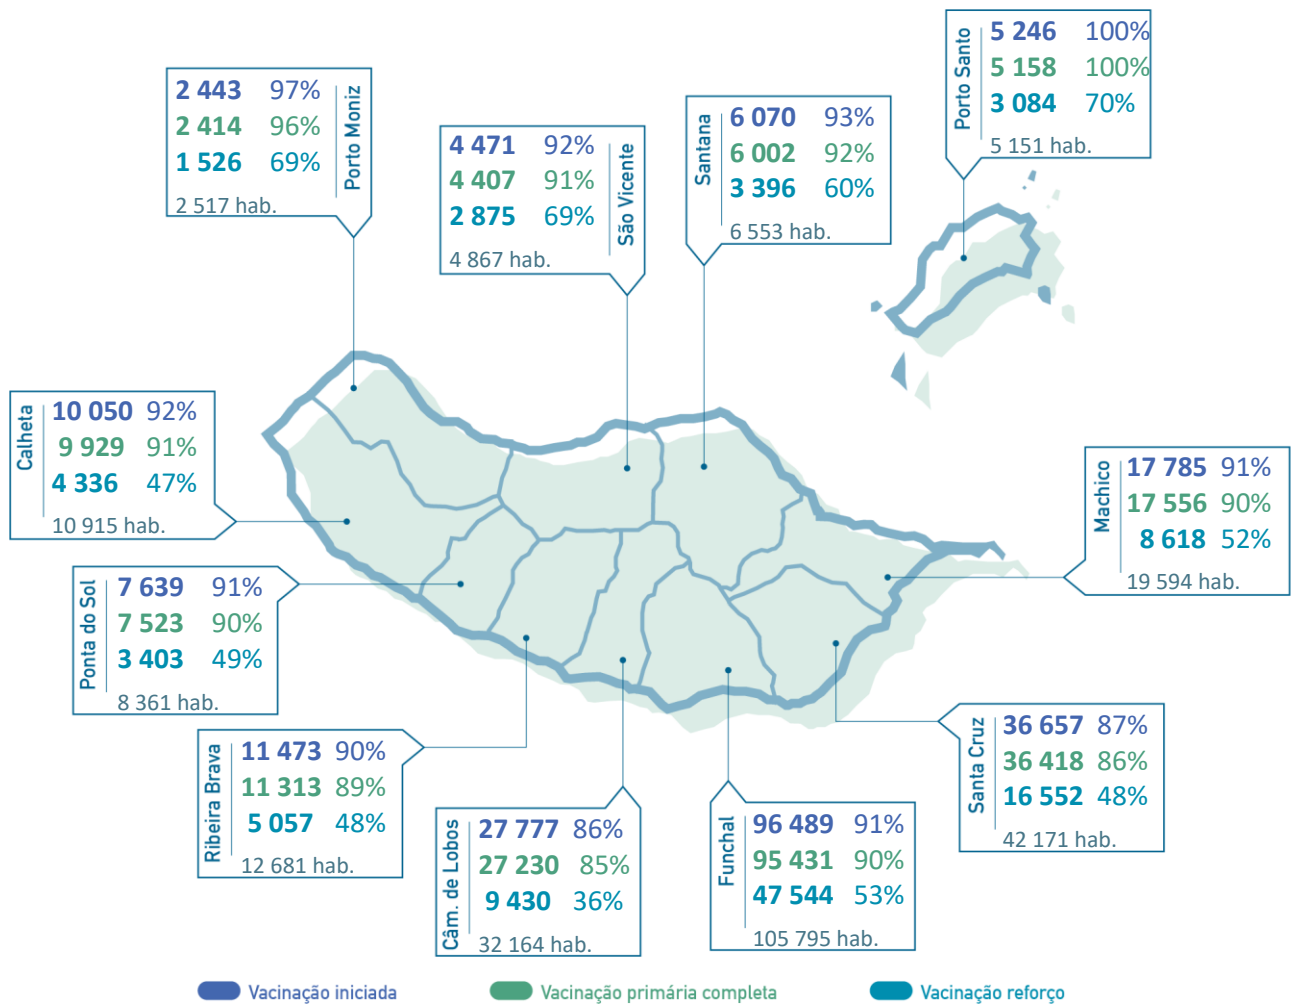 Porto Santo
5 246 100%
5 158 100%
3 084 70%
5 151 hab.
Porto Moniz
2 443 97%
2 414 96%
1 526 69%
2 517 hab.
São Vicente
4 471 92%
4 407 91%
2 875 69%
4 867 hab.
Santana
6 070 93%
6 002 92%
3 396 60%
6 553 hab.
Calheta
10 050 92%
9 929 91%
4 336 47%
10 915 hab.
Machico
17 785 91%
17 556 90%
8 618 52%
19 594 hab.
Ponta do Sol
7 639 91%
7 523 90%
3 403 49%
8 361 hab.
Ribeira Brava
11 473 90%
11 313 89%
5 057 48%
12 681 hab.
Câm. de Lobos
27 777 86%
27 230 85%
9 430 36%
32 164 hab.
Funchal
96 489 91%
95 431 90%
47 544 53%
105 795 hab.
Santa Cruz
36 657 87%
36 418 86%
16 552 48%
42 171 hab.
Vacinação iniciada
Vacinação primária completa
Vacinação reforço